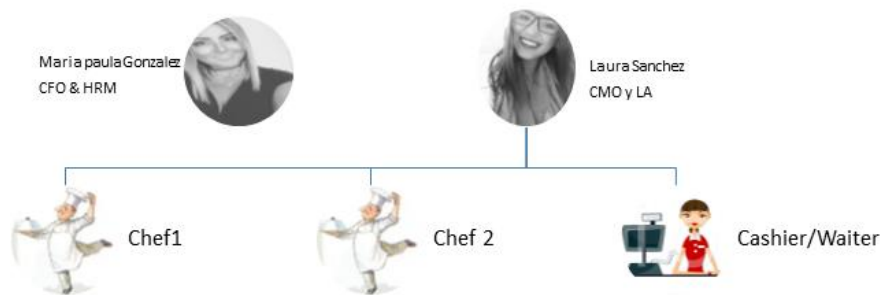 Maria paula Gonzalez
CFO & HRM
Laura Sanchez
CMO y LA
Chef1
Chef 2
Cashier/Waiter